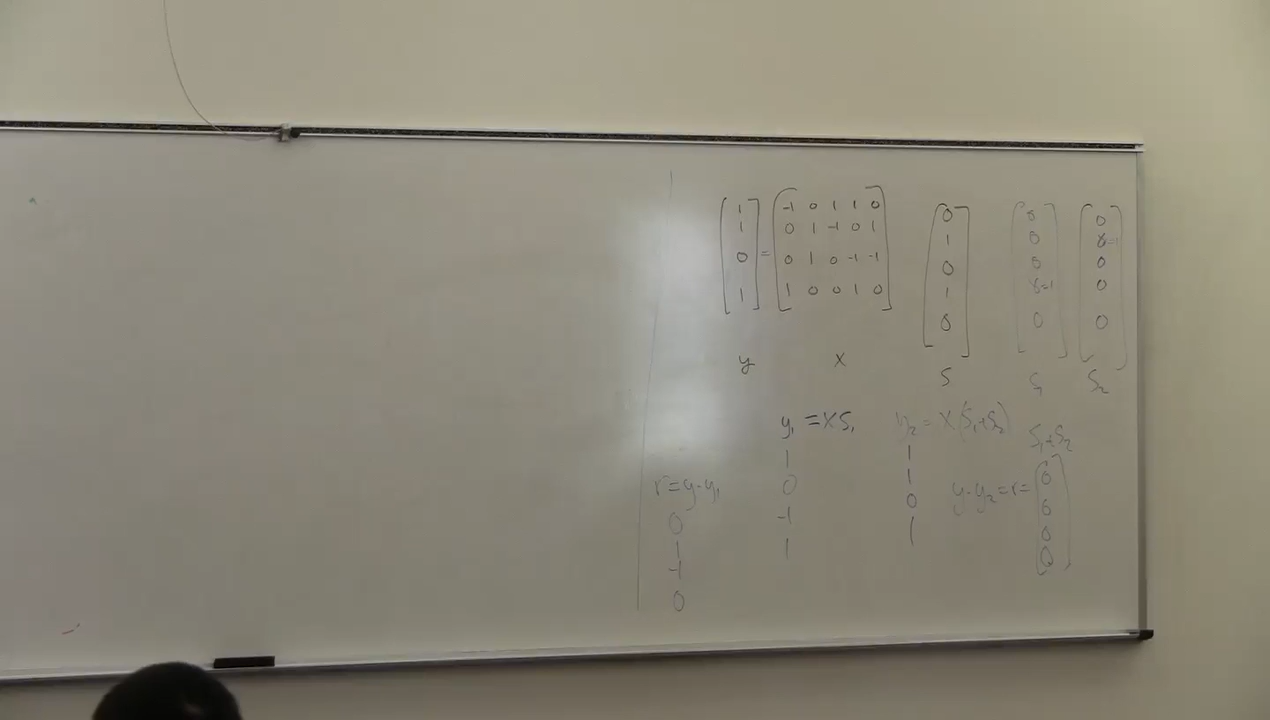 [1 1 0 1] = [-1 0 1 1 0
0 1 -1 0 1
0 1 0 -1 -1
1 0 0 1 0]
[0 1 0 1 0]
[0 0 0 γ=1 0]
[0 γ=1 0 0 0]
y x s s₁ s₂
y₁ = xs₁
1
0
-1
1
r = y - y₁
0
1
-1
0
y₂ = x(s₁+s₂)
1
1
0
1
s₁+s₂
y - y₂ = r = [0 0 0 0]